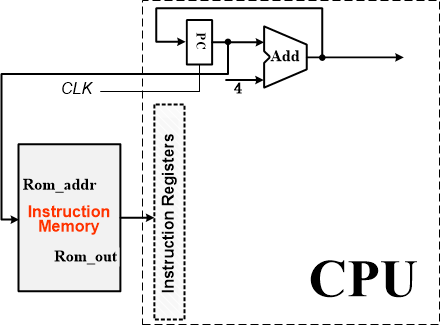 PC
Add
CLK
4
Rom_addr
Instruction
Memory
Rom_out
Instruction Registers
CPU